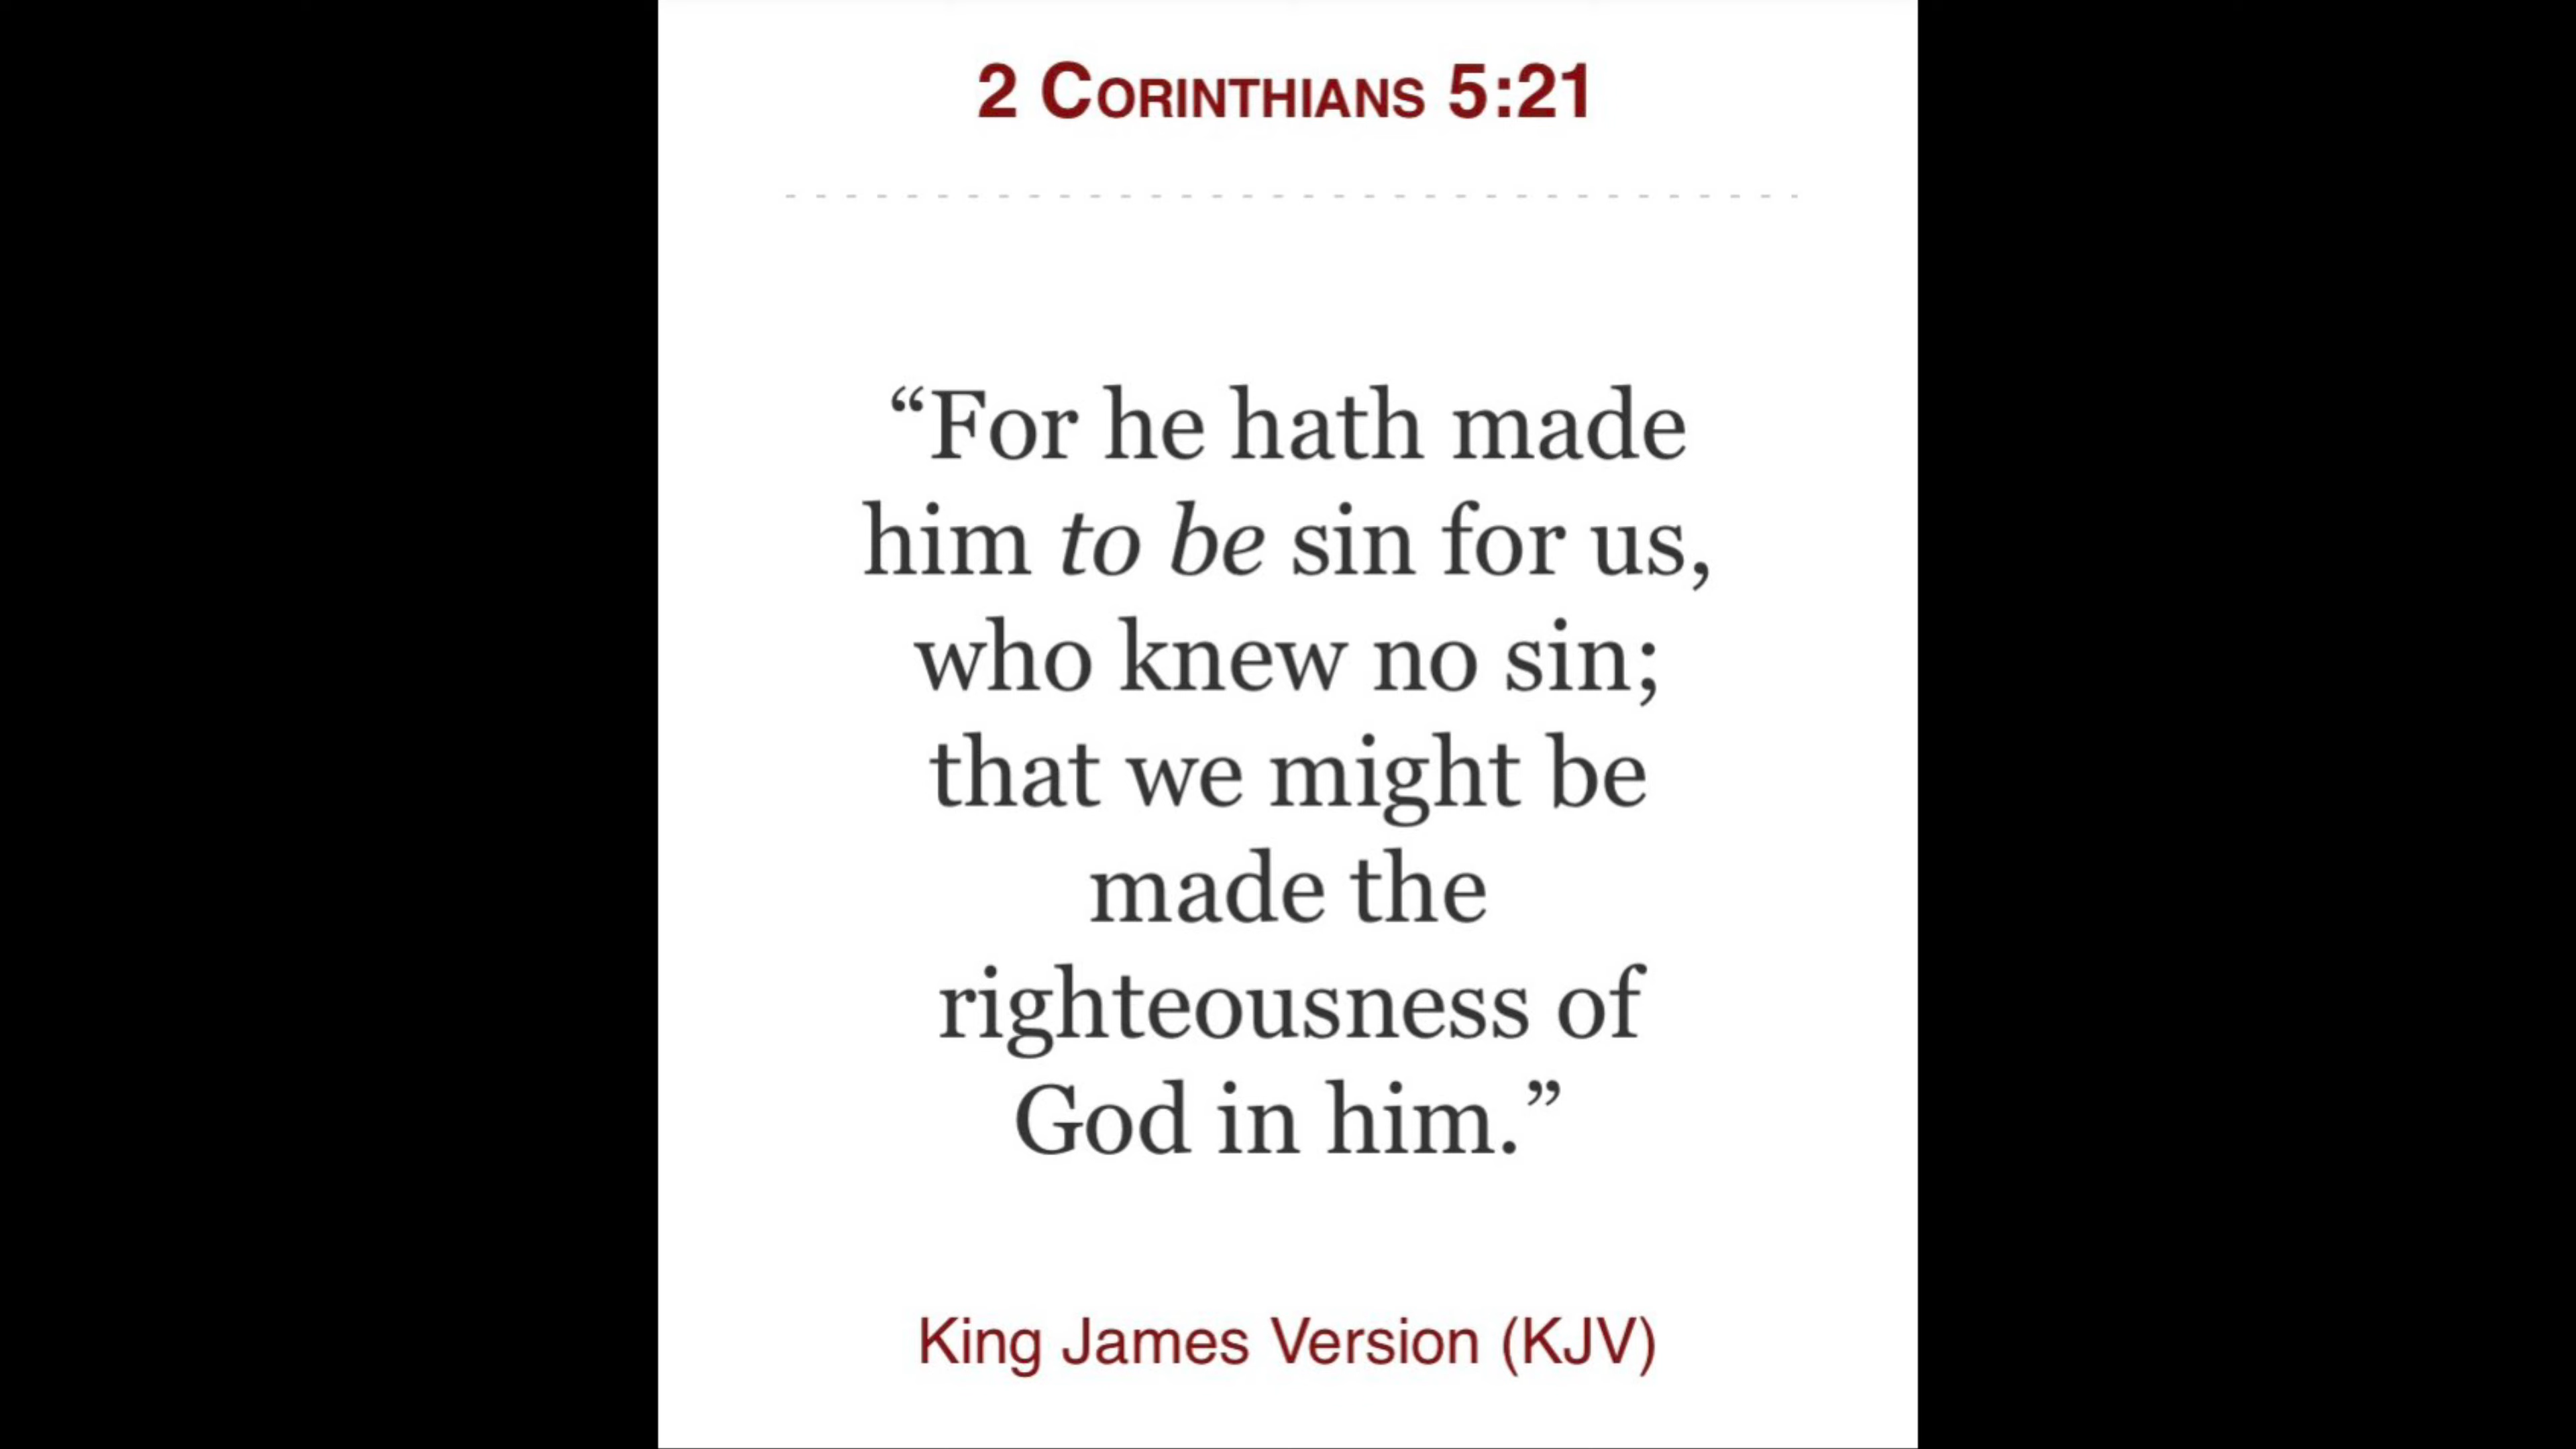 2 Corinthians 5:21
“For he hath made
him to be sin for us,
who knew no sin;
that we might be
made the
righteousness of
God in him.”
King James Version (KJV)